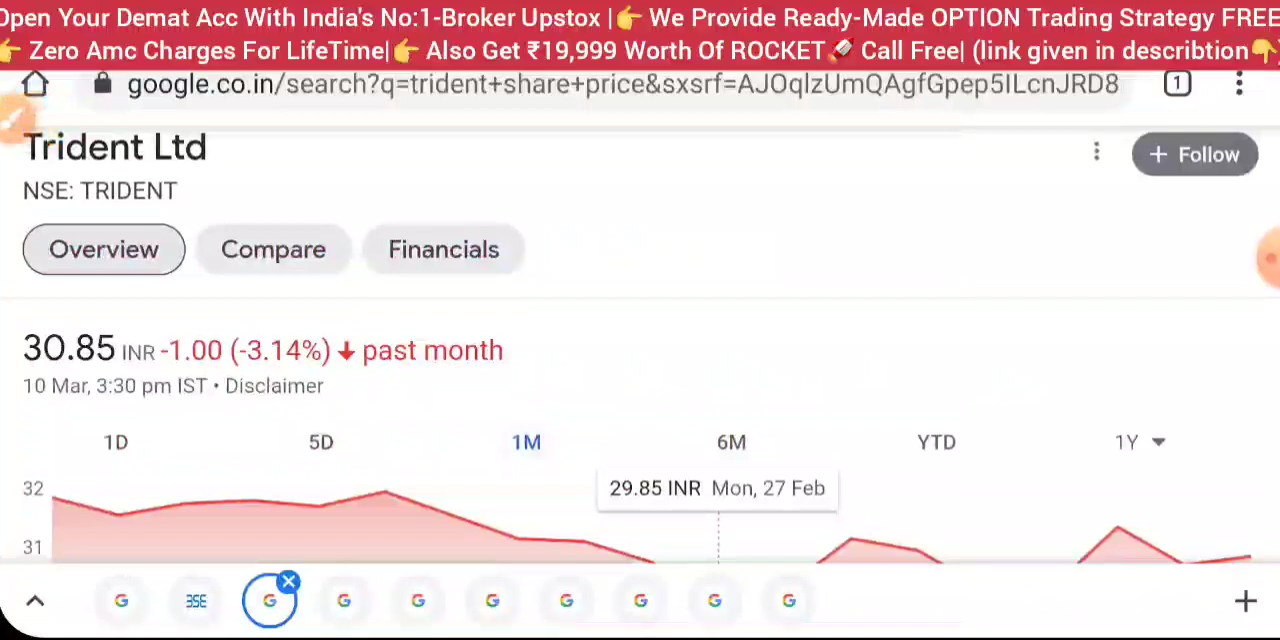 Open Your Demat Acc With India's No:1-Broker Upstox |👉 We Provide Ready-Made OPTION Trading Strategy FREE
👉 Zero Amc Charges For LifeTime|👉 Also Get ₹19,999 Worth Of ROCKET🚀 Call Free| (link given in describtion👇
google.co.in/search?q=trident+share+price&sxsrf=AJOqlzUmQAgfGpep5ILcnJRD8
1
Trident Ltd
+ Follow
NSE: TRIDENT
Overview
Compare
Financials
30.85 INR -1.00 (-3.14%) ↓ past month
10 Mar, 3:30 pm IST • Disclaimer
1D 5D 1M 6M YTD 1Y
29.85 INR Mon, 27 Feb
32
31
G BSE G G G G G G G G